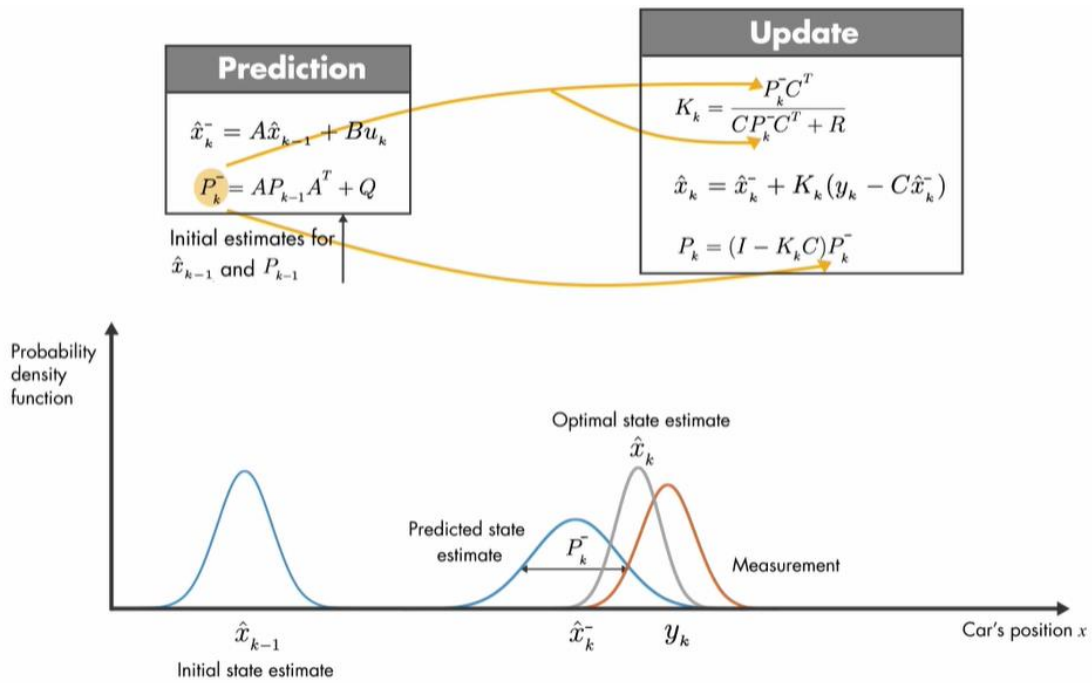 Prediction
x̂ₖ⁻ = Ax̂ₖ₋₁ + Buₖ
Pₖ⁻ = APₖ₋₁Aᵀ + Q
Initial estimates for
x̂ₖ₋₁ and Pₖ₋₁
Update
Kₖ = Pₖ⁻Cᵀ / (CPₖ⁻Cᵀ + R)
x̂ₖ = x̂ₖ⁻ + Kₖ(yₖ − Cx̂ₖ⁻)
Pₖ = (I − KₖC)Pₖ⁻
Probability
density
function
Optimal state estimate
x̂ₖ
Predicted state
estimate
Pₖ⁻
Measurement
x̂ₖ₋₁
Initial state estimate
x̂ₖ⁻
yₖ
Car's position x